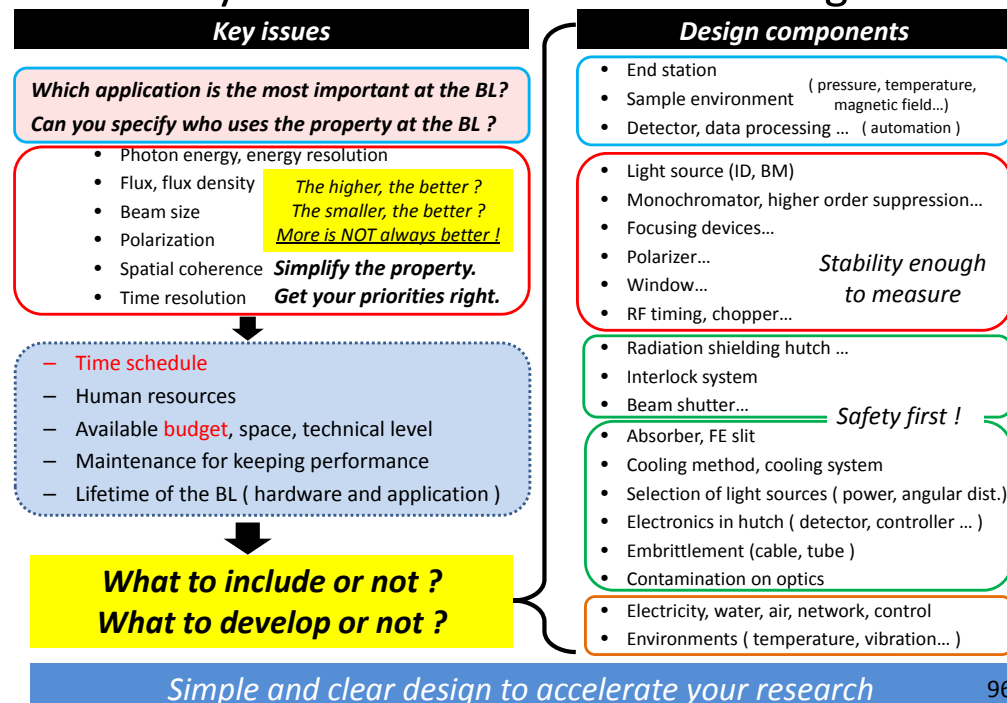 Key issues
Which application is the most important at the BL?
Can you specify who uses the property at the BL ?
• Photon energy, energy resolution
• Flux, flux density
• Beam size
• Polarization
• Spatial coherence
• Time resolution
The higher, the better ?
The smaller, the better ?
More is NOT always better !
Simplify the property.
Get your priorities right.
– Time schedule
– Human resources
– Available budget, space, technical level
– Maintenance for keeping performance
– Lifetime of the BL ( hardware and application )
What to include or not ?
What to develop or not ?
Design components
• End station
• Sample environment
( pressure, temperature,
magnetic field…)
• Detector, data processing … ( automation )
• Light source (ID, BM)
• Monochromator, higher order suppression…
• Focusing devices…
• Polarizer…
• Window…
• RF timing, chopper…
Stability enough
to measure
• Radiation shielding hutch …
• Interlock system
• Beam shutter…
Safety first !
• Absorber, FE slit
• Cooling method, cooling system
• Selection of light sources ( power, angular dist.)
• Electronics in hutch ( detector, controller … )
• Embrittlement (cable, tube )
• Contamination on optics
• Electricity, water, air, network, control
• Environments ( temperature, vibration… )
Simple and clear design to accelerate your research
96